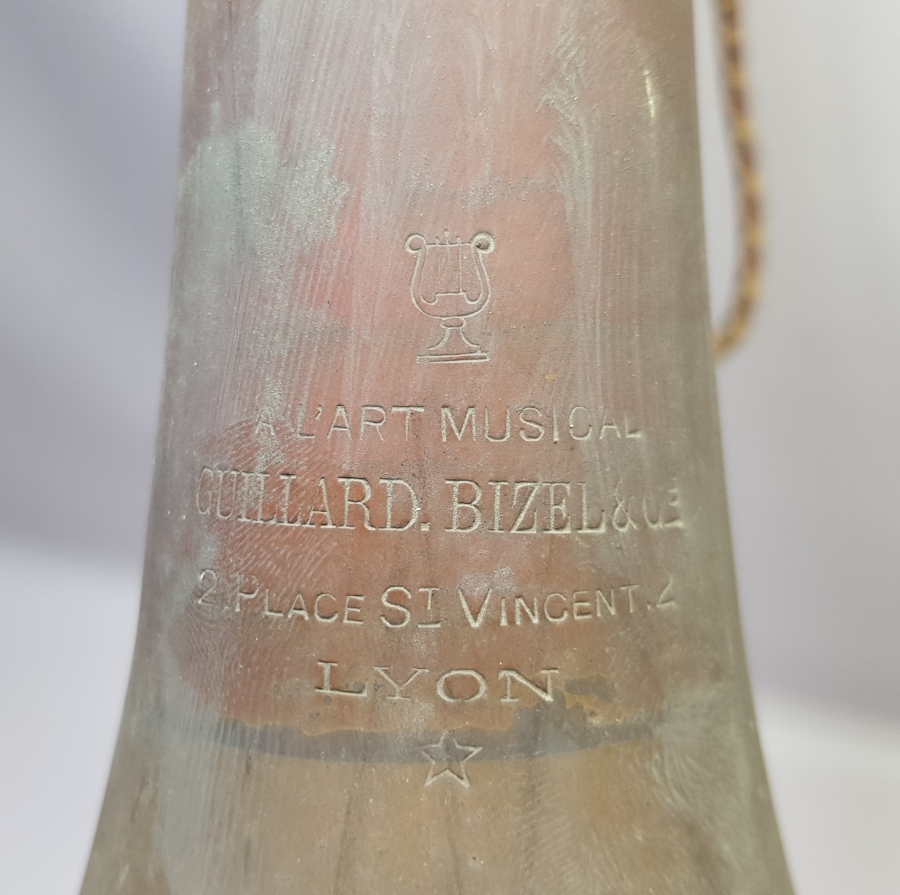 A L'ART MUSICAL
GUILLARD. BIZEL & CIE
2. PLACE ST VINCENT. 2
LYON